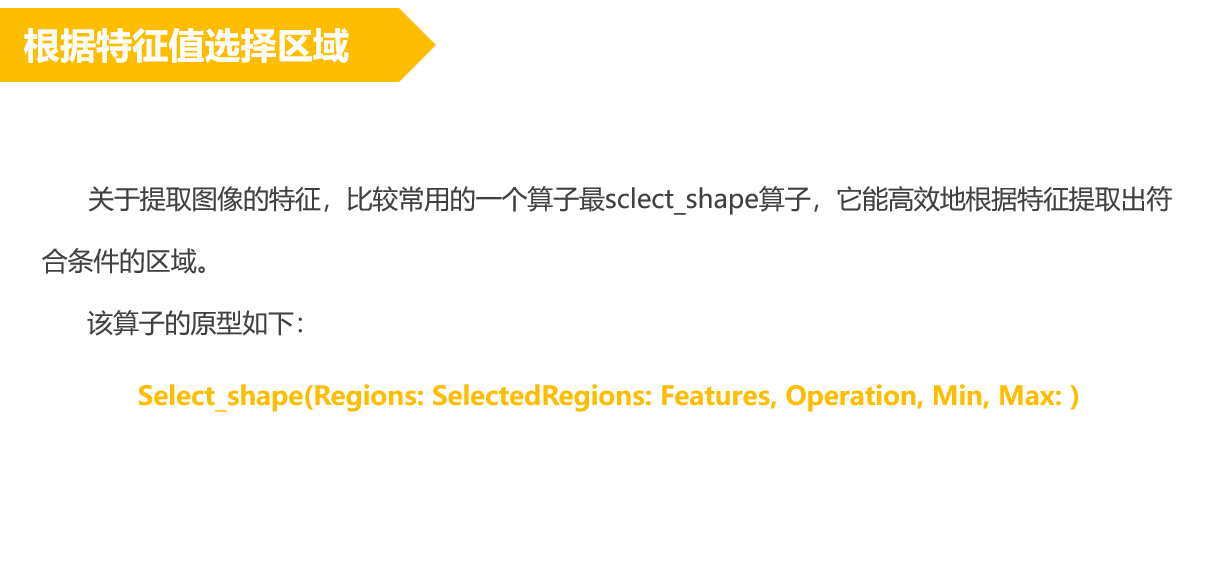 根据特征值选择区域
关于提取图像的特征，比较常用的一个算子最sclect_shape算子，它能高效地根据特征提取出符
合条件的区域。
该算子的原型如下：
Select_shape(Regions: SelectedRegions: Features, Operation, Min, Max: )